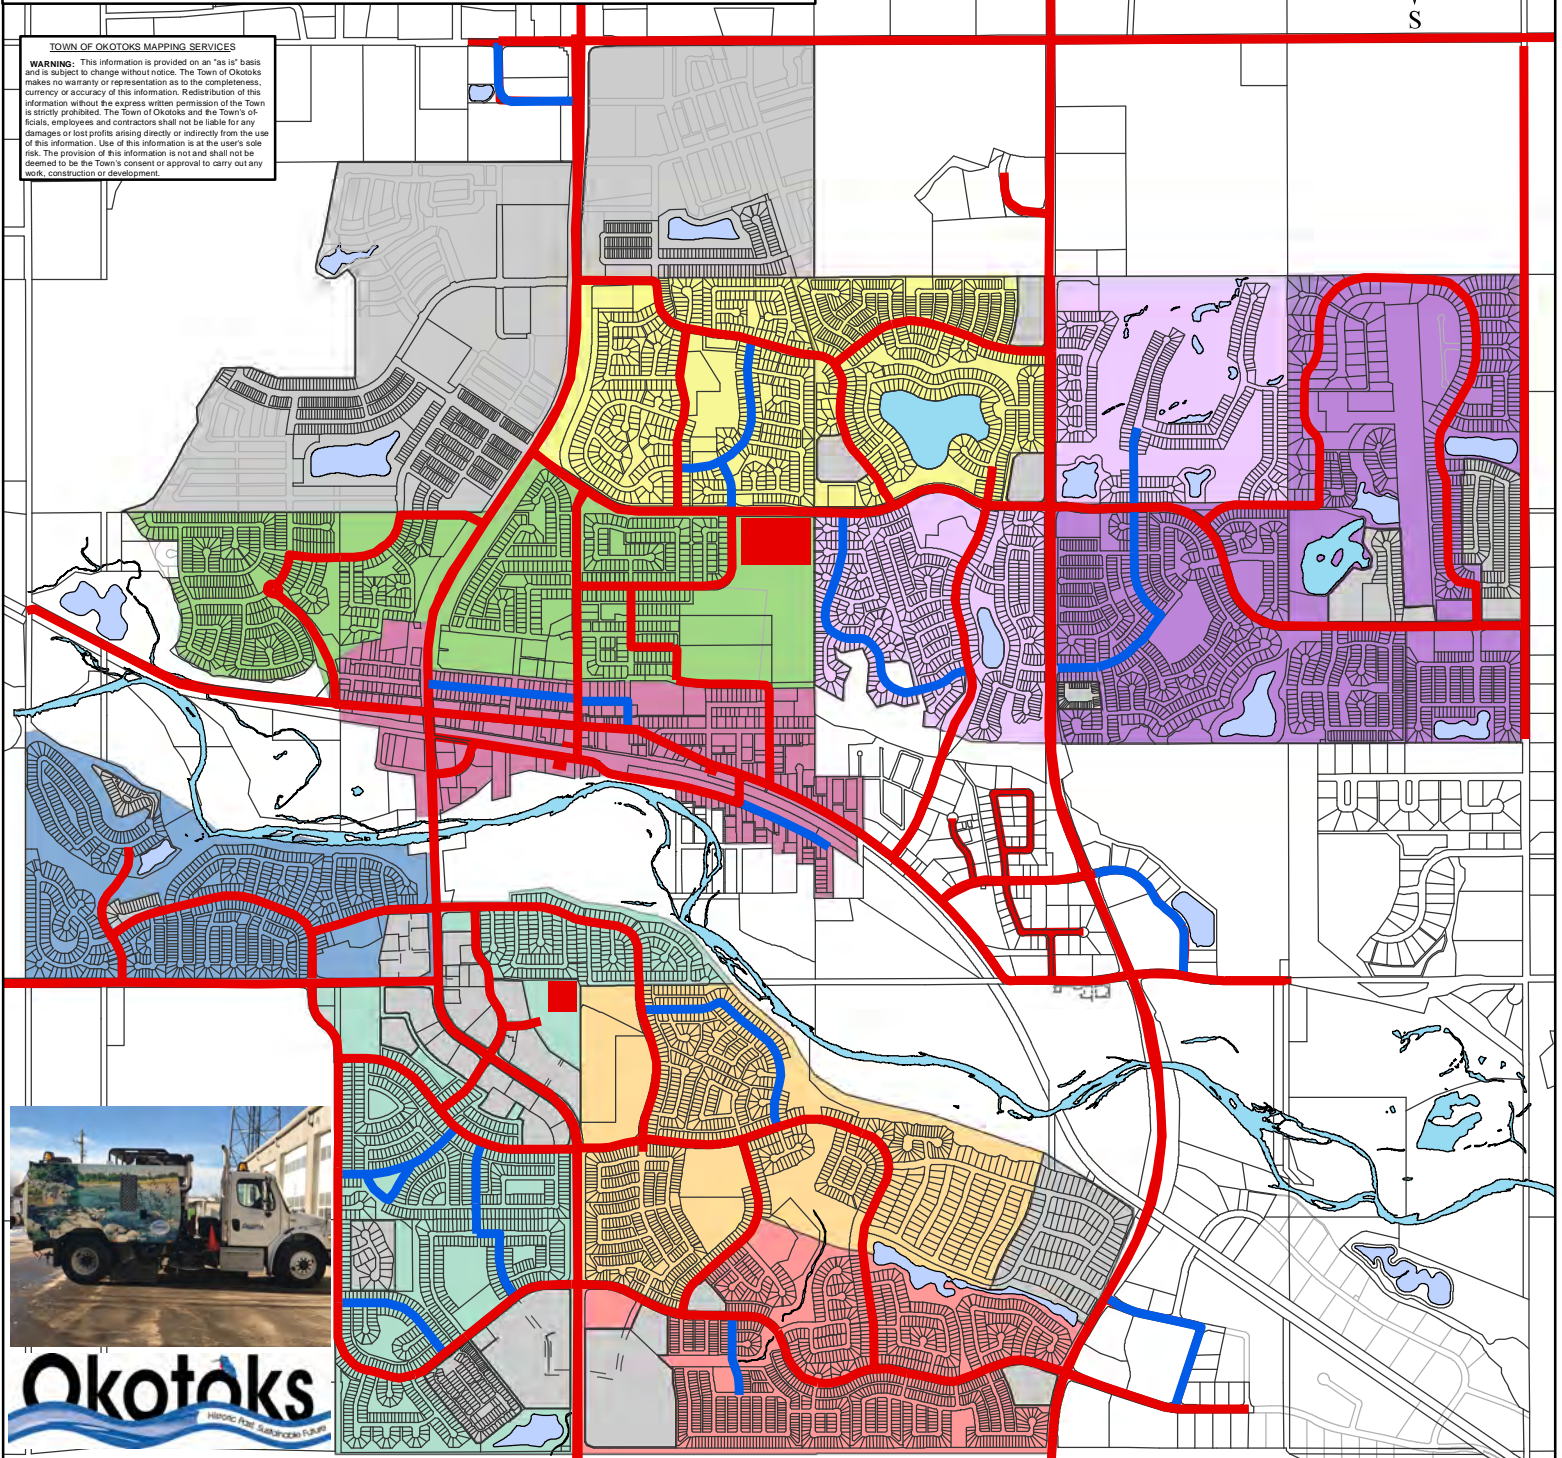 S
TOWN OF OKOTOKS MAPPING SERVICES
WARNING: This information is provided on an "as is" basis
and is subject to change without notice. The Town of Okotoks
makes no warranty or representation as to the completeness,
currency or accuracy of this information. Redistribution of this
information without the express written permission of the Town
is strictly prohibited. The Town of Okotoks and the Town's of-
ficials, employees and contractors shall not be liable for any
damages or lost profits arising directly or indirectly from the use
of this information. Use of this information is at the user's sole
risk. The provision of this information is not and shall not be
deemed to be the Town's consent or approval to carry out any
work, construction or development.
Okotoks
Historic Past, Sustainable Future